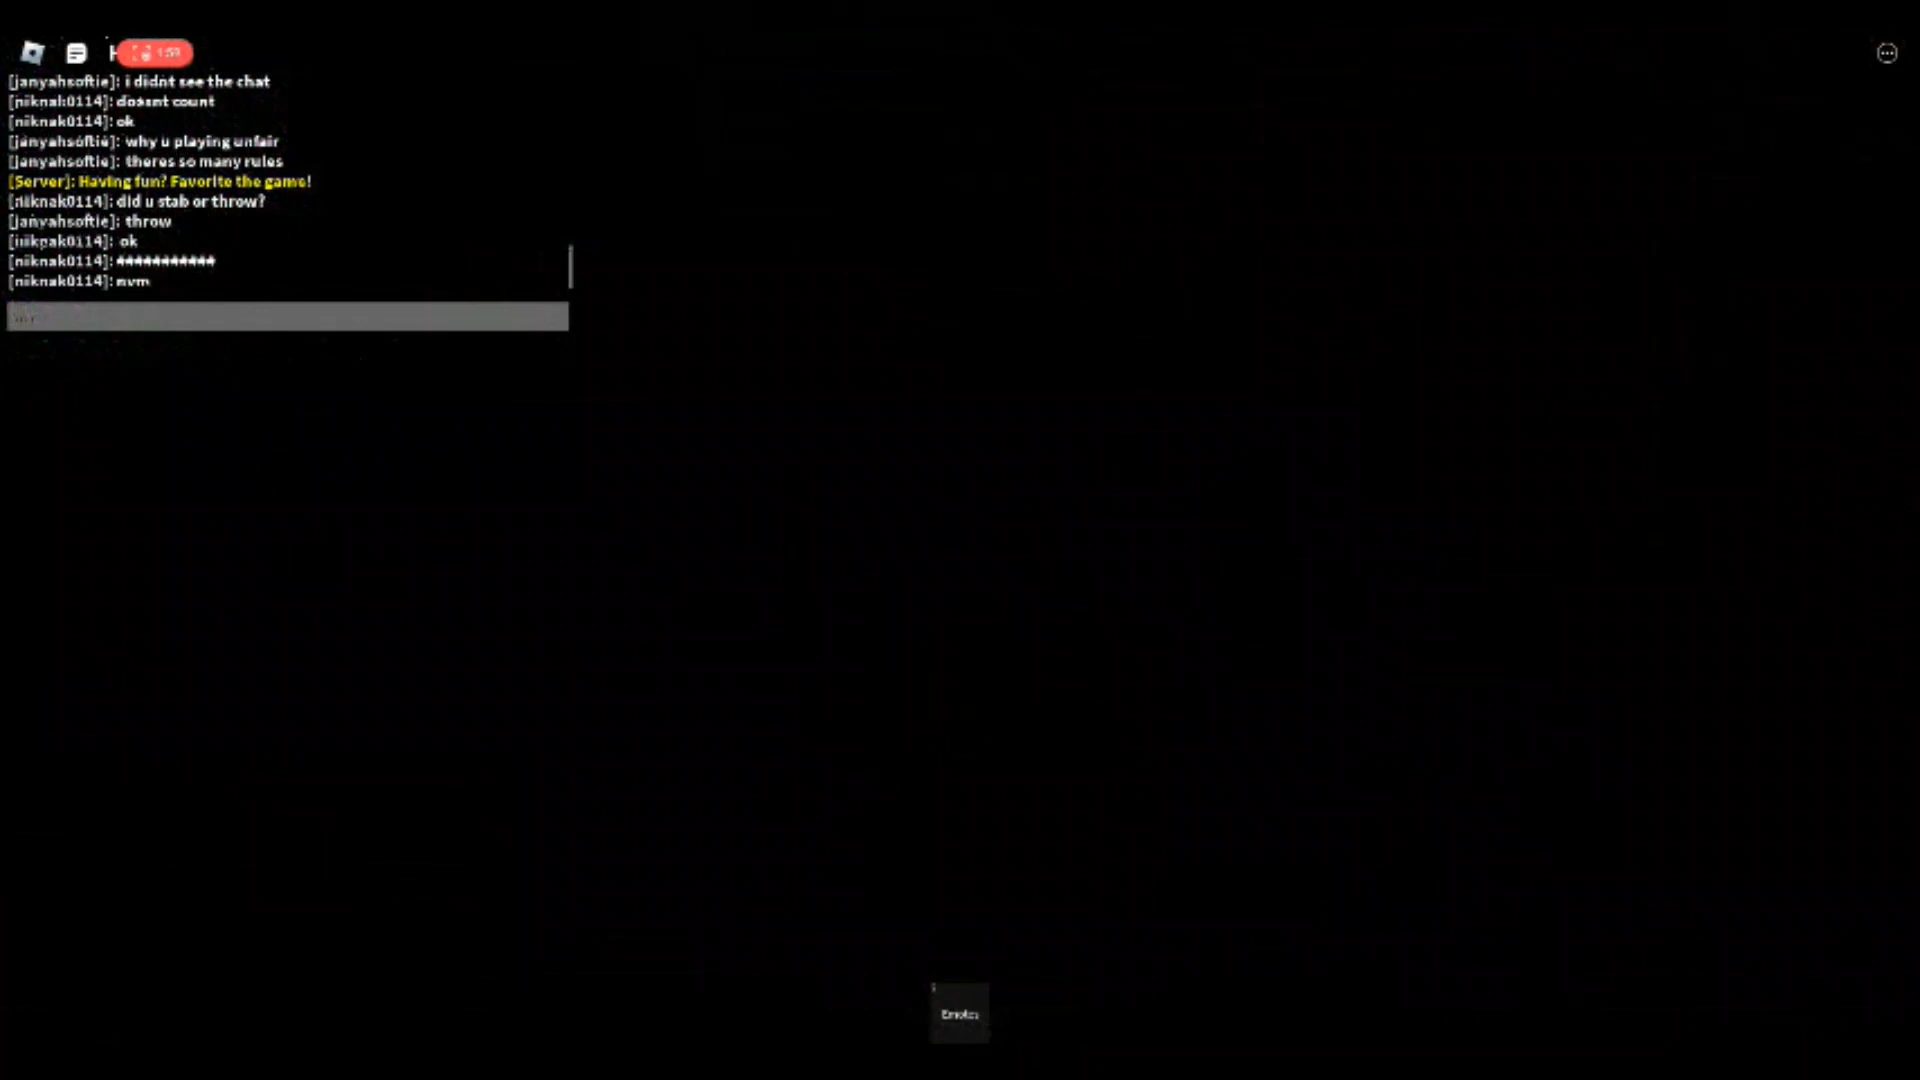 1:59
[janyahsoftie]: i didnt see the chat
[niknak0114]: doesnt count
[niknak0114]: ok
[janyahsoftie]: why u playing unfair
[janyahsoftie]: theres so many rules
[Server]: Having fun? Favorite the game!
[niknak0114]: did u stab or throw?
[janyahsoftie]: throw
[niknak0114]: ok
[niknak0114]: ###########
[niknak0114]: nvm
Emotes